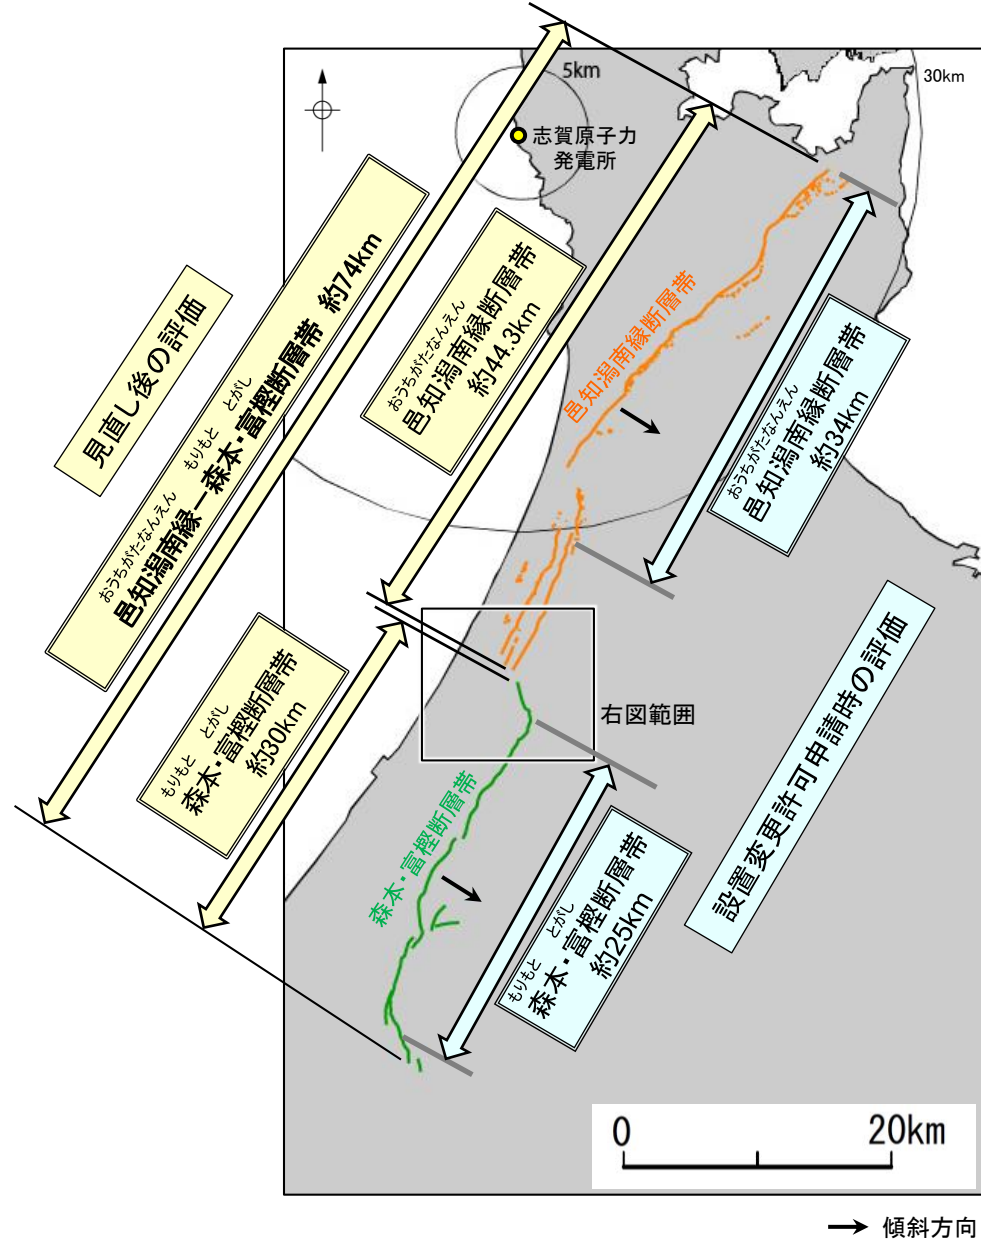 5km
30km
志賀原子力
発電所
見直し後の評価
おうちがたなんえん
もりもと とがし
邑知潟南縁－森本・富樫断層帯 約74km
おうちがたなんえん
邑知潟南縁断層帯
約44.3km
もりもと とがし
森本・富樫断層帯
約30km
邑知潟南縁断層帯
おうちがたなんえん
邑知潟南縁断層帯
約34km
右図範囲
設置変更許可申請時の評価
森本・富樫断層帯
もりもと とがし
森本・富樫断層帯
約25km
0
20km
傾斜方向